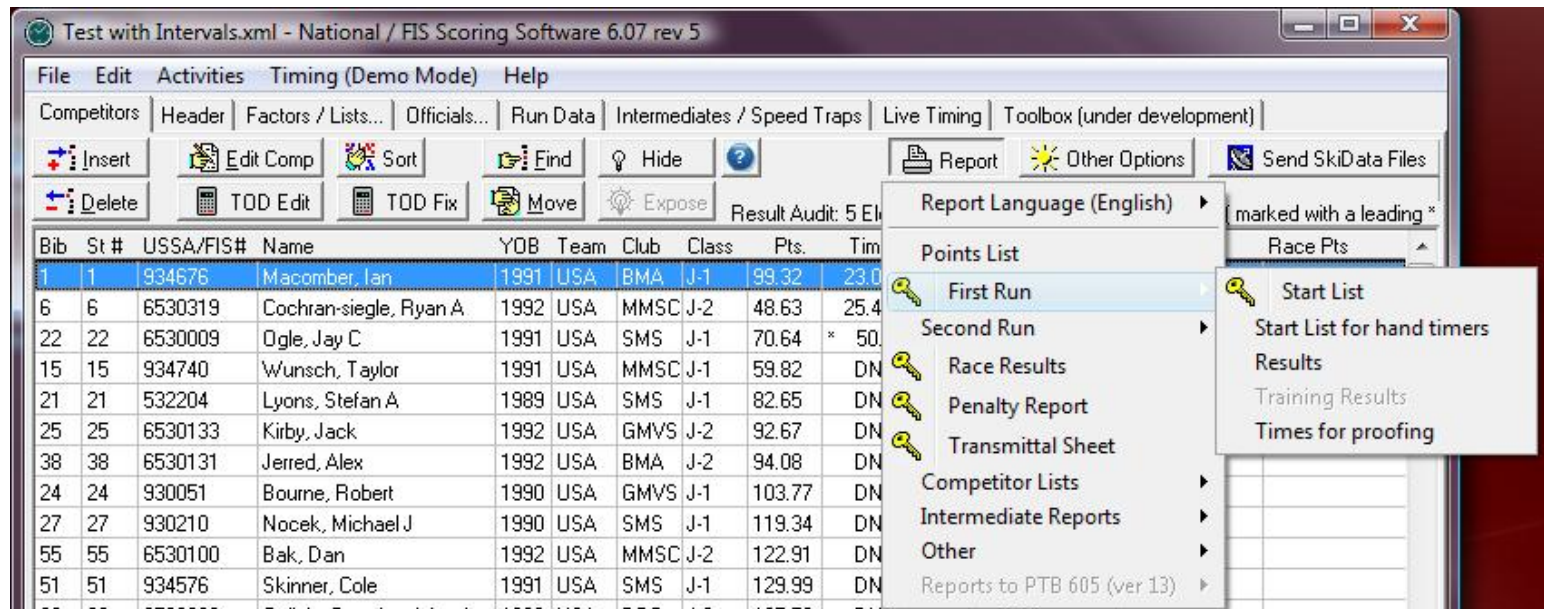 Test with Intervals.xml - National / FIS Scoring Software 6.07 rev 5
File Edit Activities Timing (Demo Mode) Help
Competitors Header Factors / Lists... Officials... Run Data Intermediates / Speed Traps Live Timing Toolbox (under development)
Insert Edit Comp Sort Find Hide Report Other Options Send SkiData Files
Delete TOD Edit TOD Fix Move Expose Result Audit: 5 El marked with a leading *
Bib St # USSA/FIS# Name YOB Team Club Class Pts. Tim Race Pts
1 1 934676 Macomber, Ian 1991 USA BMA J-1 99.32 23.0
6 6 6530319 Cochran-siegle, Ryan A 1992 USA MMSC J-2 48.63 25.4
22 22 6530009 Ogle, Jay C 1991 USA SMS J-1 70.64 * 50.
15 15 934740 Wunsch, Taylor 1991 USA MMSC J-1 59.82 DN
21 21 532204 Lyons, Stefan A 1989 USA SMS J-1 82.65 DN
25 25 6530133 Kirby, Jack 1992 USA GMVS J-2 92.67 DN
38 38 6530131 Jerred, Alex 1992 USA BMA J-2 94.08 DN
24 24 930051 Bourne, Robert 1990 USA GMVS J-1 103.77 DN
27 27 930210 Nocek, Michael J 1990 USA SMS J-1 119.34 DN
55 55 6530100 Bak, Dan 1992 USA MMSC J-2 122.91 DN
51 51 934576 Skinner, Cole 1991 USA SMS J-1 129.99 DN
Report Language (English)
Points List
First Run
Second Run
Race Results
Penalty Report
Transmittal Sheet
Competitor Lists
Intermediate Reports
Other
Reports to PTB 605 (ver 13)
Start List
Start List for hand timers
Results
Training Results
Times for proofing